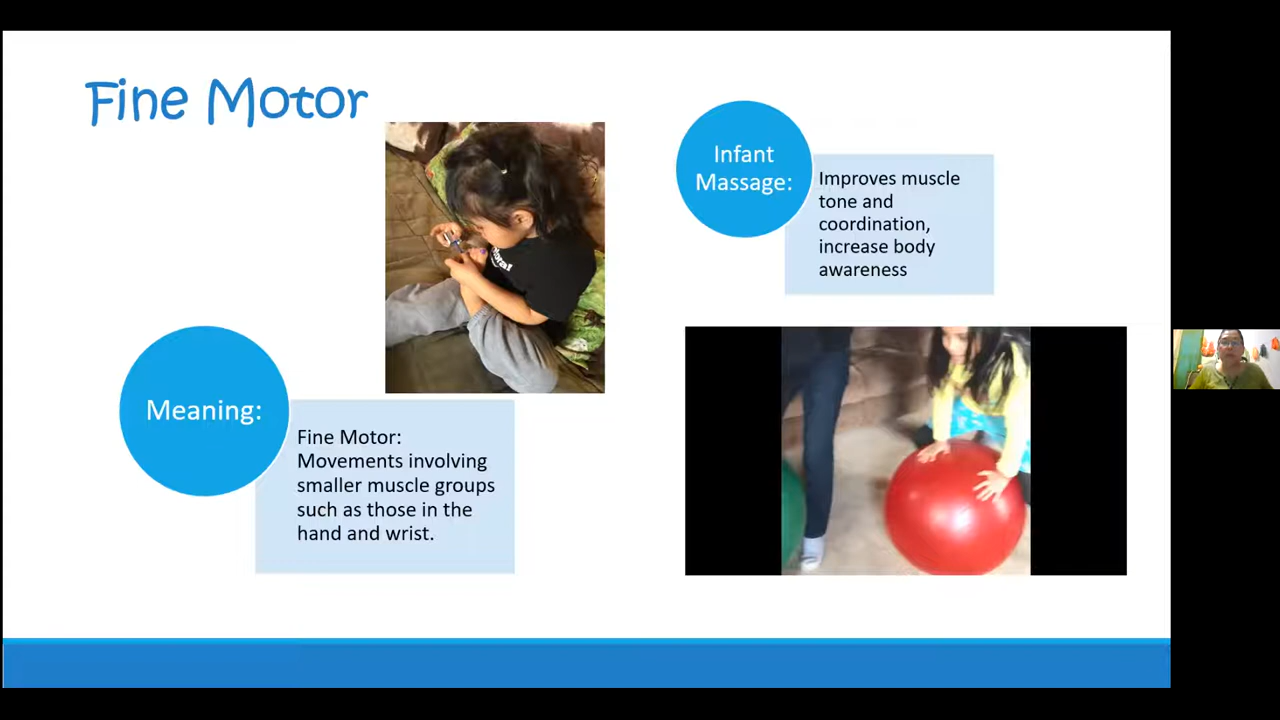 Fine Motor
Infant
Massage:
Improves muscle
tone and
coordination,
increase body
awareness
Meaning:
Fine Motor:
Movements involving
smaller muscle groups
such as those in the
hand and wrist.